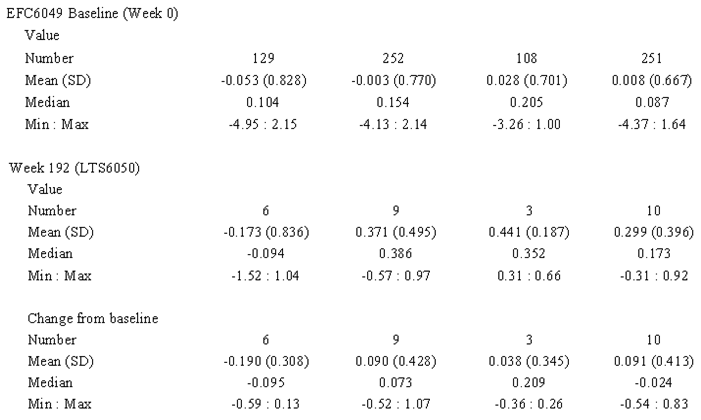 EFC6049 Baseline (Week 0)
Value
Number 129 252 108 251
Mean (SD) -0.053 (0.828) -0.003 (0.770) 0.028 (0.701) 0.008 (0.667)
Median 0.104 0.154 0.205 0.087
Min : Max -4.95 : 2.15 -4.13 : 2.14 -3.26 : 1.00 -4.37 : 1.64
Week 192 (LTS6050)
Value
Number 6 9 3 10
Mean (SD) -0.173 (0.836) 0.371 (0.495) 0.441 (0.187) 0.299 (0.396)
Median -0.094 0.386 0.352 0.173
Min : Max -1.52 : 1.04 -0.57 : 0.97 0.31 : 0.66 -0.31 : 0.92
Change from baseline
Number 6 9 3 10
Mean (SD) -0.190 (0.308) 0.090 (0.428) 0.038 (0.345) 0.091 (0.413)
Median -0.095 0.073 0.209 -0.024
Min : Max -0.59 : 0.13 -0.52 : 1.07 -0.36 : 0.26 -0.54 : 0.83